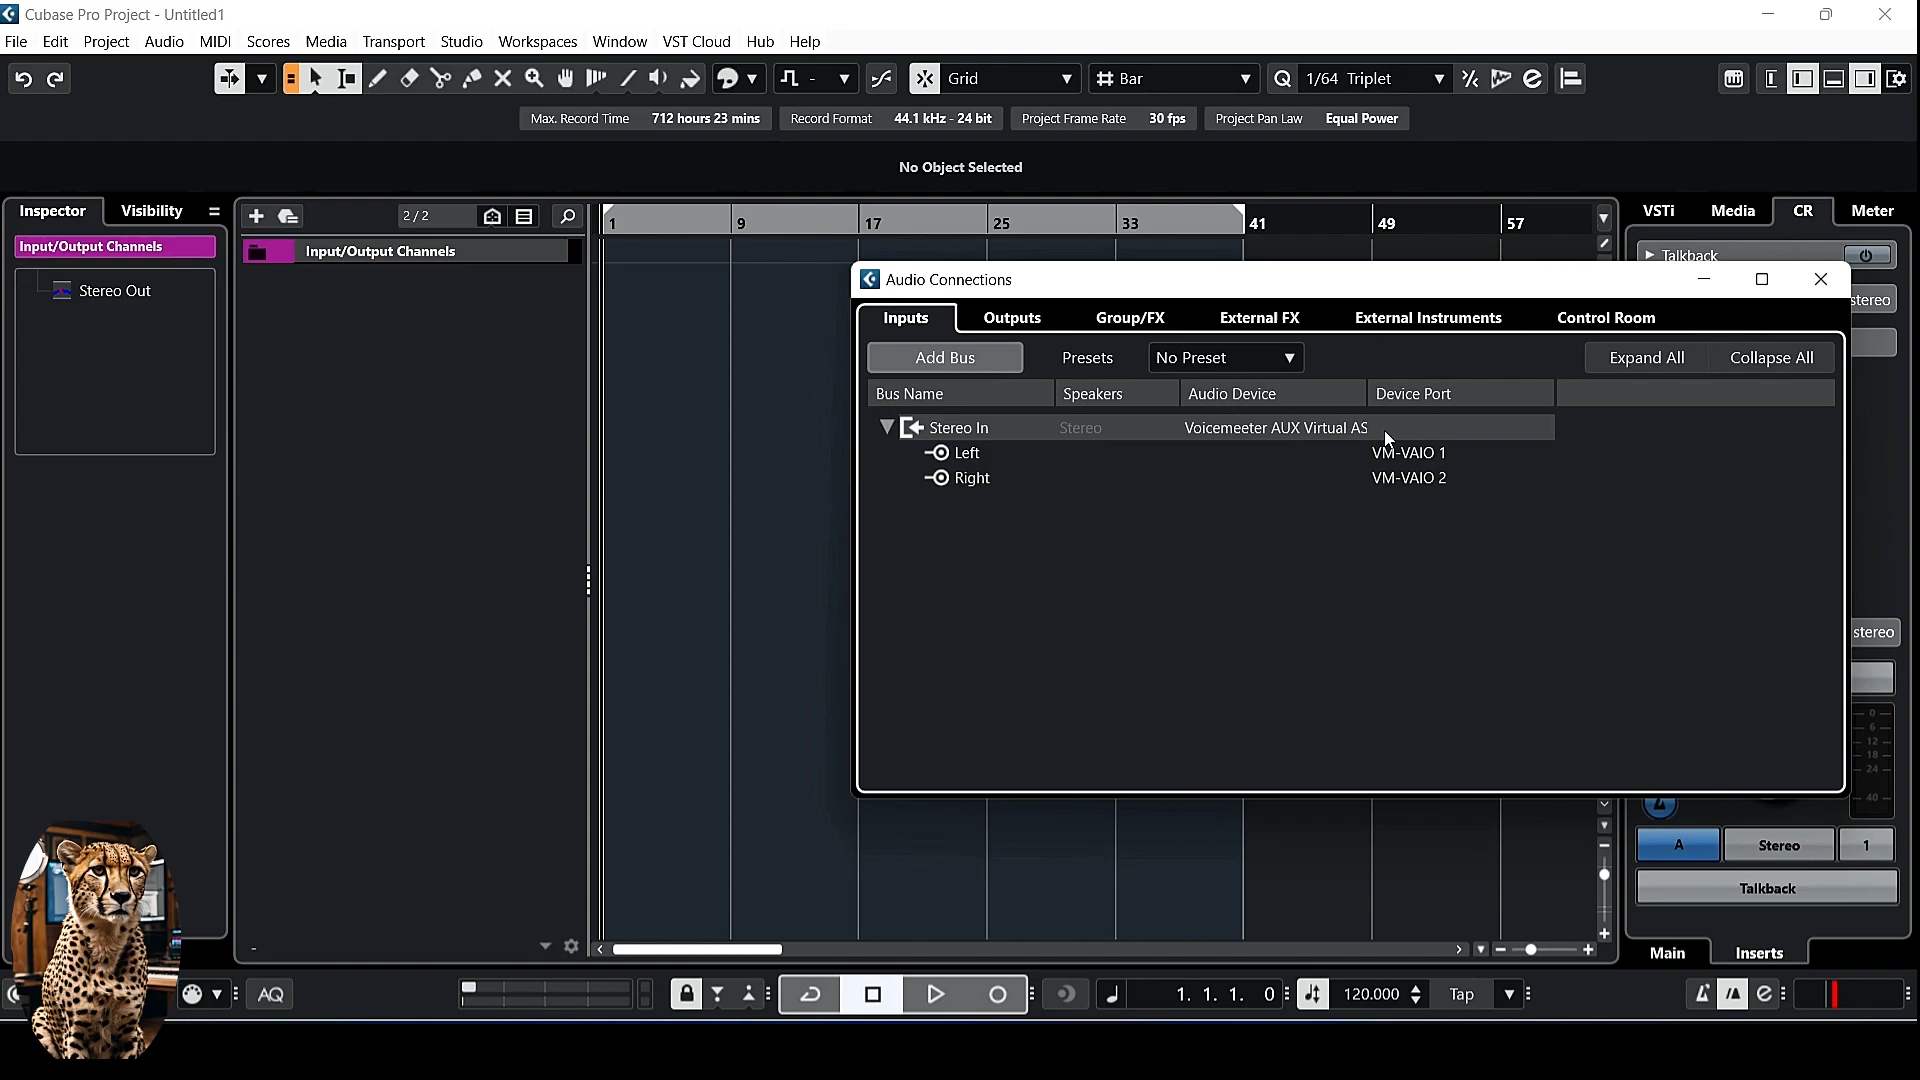 Cubase Pro Project - Untitled1
File Edit Project Audio MIDI Scores Media Transport Studio Workspaces Window VST Cloud Hub Help
- Grid Bar Q 1/64 Triplet
Max. Record Time 712 hours 23 mins Record Format 44.1 kHz - 24 bit Project Frame Rate 30 fps Project Pan Law Equal Power
No Object Selected
Inspector Visibility 2/2 1 9 17 25 33 41 49 57 VSTi Media CR Meter
Input/Output Channels
Input/Output Channels
Talkback
Stereo Out
Audio Connections
stereo
Inputs Outputs Group/FX External FX External Instruments Control Room
Add Bus Presets No Preset Expand All Collapse All
Bus Name Speakers Audio Device Device Port
Stereo In Stereo Voicemeeter AUX Virtual AS
Left VM-VAIO 1
Right VM-VAIO 2
stereo
0
6
12
18
24
40
A Stereo 1
Talkback
Main Inserts
AQ 1. 1. 1. 0 120.000 Tap